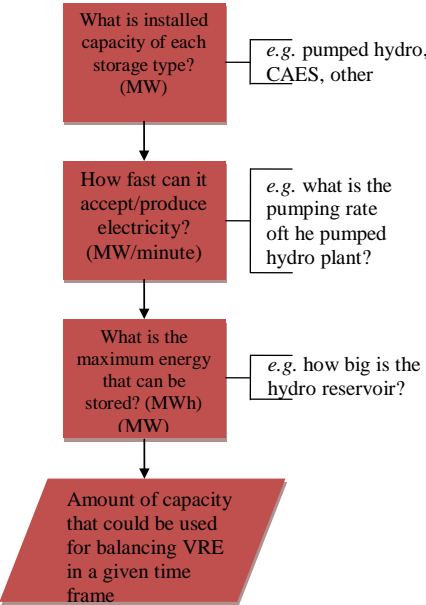 What is installed
capacity of each
storage type?
(MW)
e.g. pumped hydro,
CAES, other
How fast can it
accept/produce
electricity?
(MW/minute)
e.g. what is the
pumping rate
oft he pumped
hydro plant?
What is the
maximum energy
that can be
stored? (MWh)
(MW)
e.g. how big is the
hydro reservoir?
Amount of capacity
that could be used
for balancing VRE
in a given time
frame